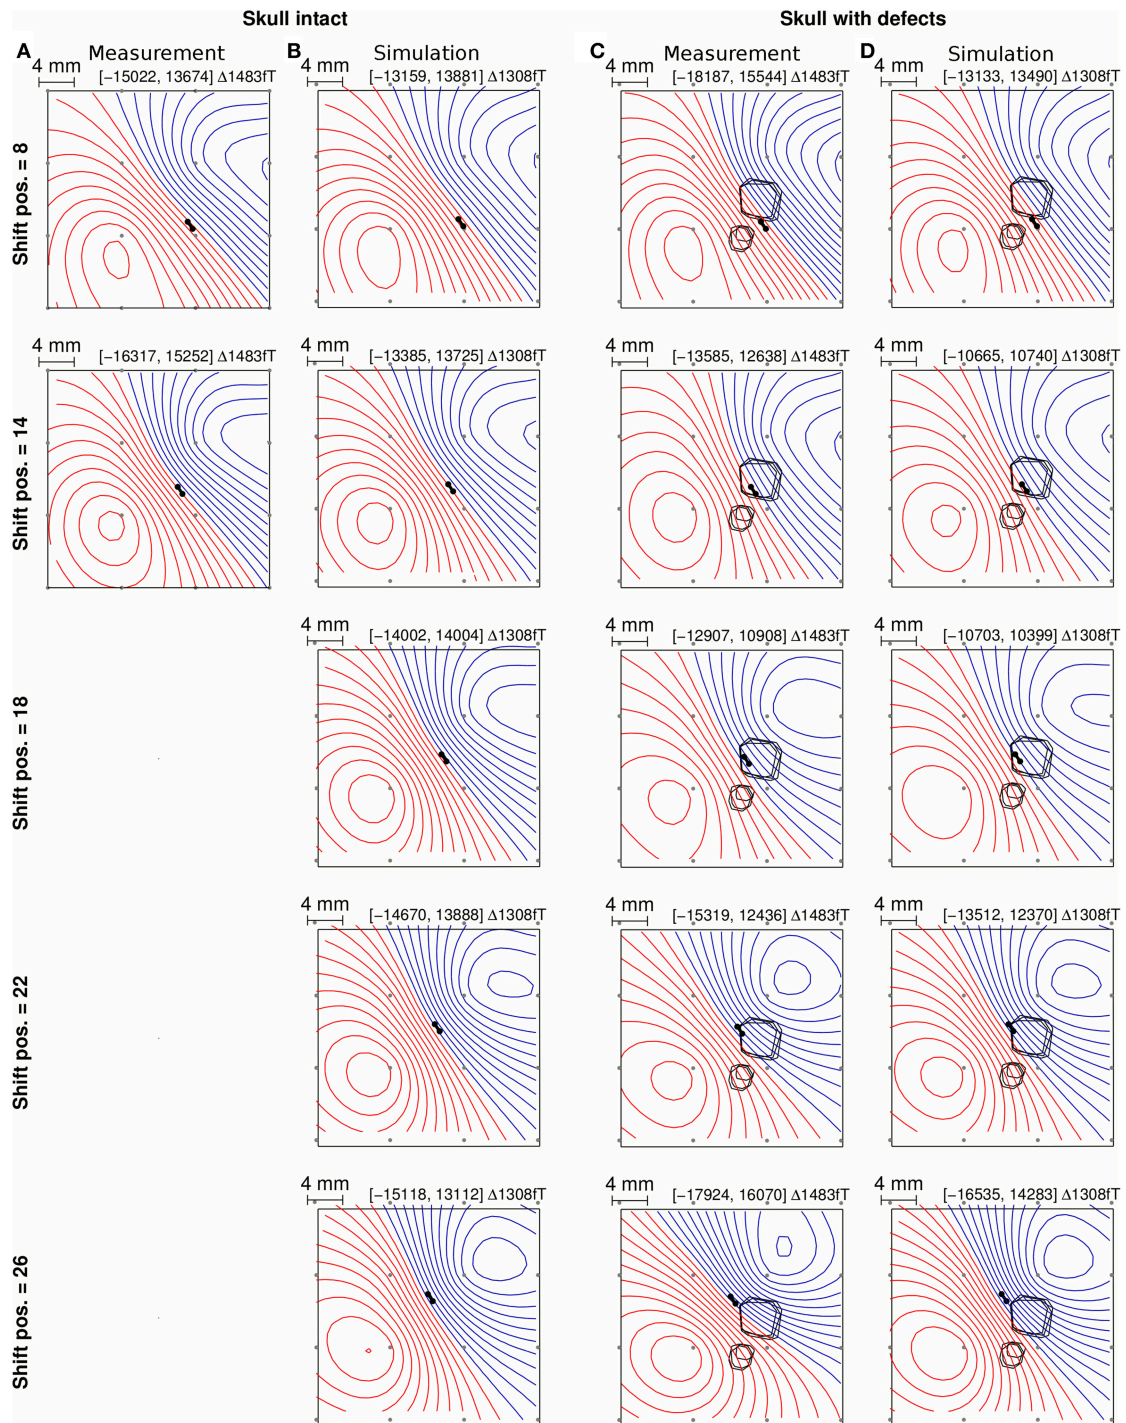 Skull intact
Skull with defects
A Measurement
B Simulation
C Measurement
D Simulation
Shift pos. = 8
4 mm [−15022, 13674] Δ1483fT
4 mm [−13159, 13881] Δ1308fT
4 mm [−18187, 15544] Δ1483fT
4 mm [−13133, 13490] Δ1308fT
Shift pos. = 14
4 mm [−16317, 15252] Δ1483fT
4 mm [−13385, 13725] Δ1308fT
4 mm [−13585, 12638] Δ1483fT
4 mm [−10665, 10740] Δ1308fT
Shift pos. = 18
4 mm [−14002, 14004] Δ1308fT
4 mm [−12907, 10908] Δ1483fT
4 mm [−10703, 10399] Δ1308fT
Shift pos. = 22
4 mm [−14670, 13888] Δ1308fT
4 mm [−15319, 12436] Δ1483fT
4 mm [−13512, 12370] Δ1308fT
Shift pos. = 26
4 mm [−15118, 13112] Δ1308fT
4 mm [−17924, 16070] Δ1483fT
4 mm [−16535, 14283] Δ1308fT